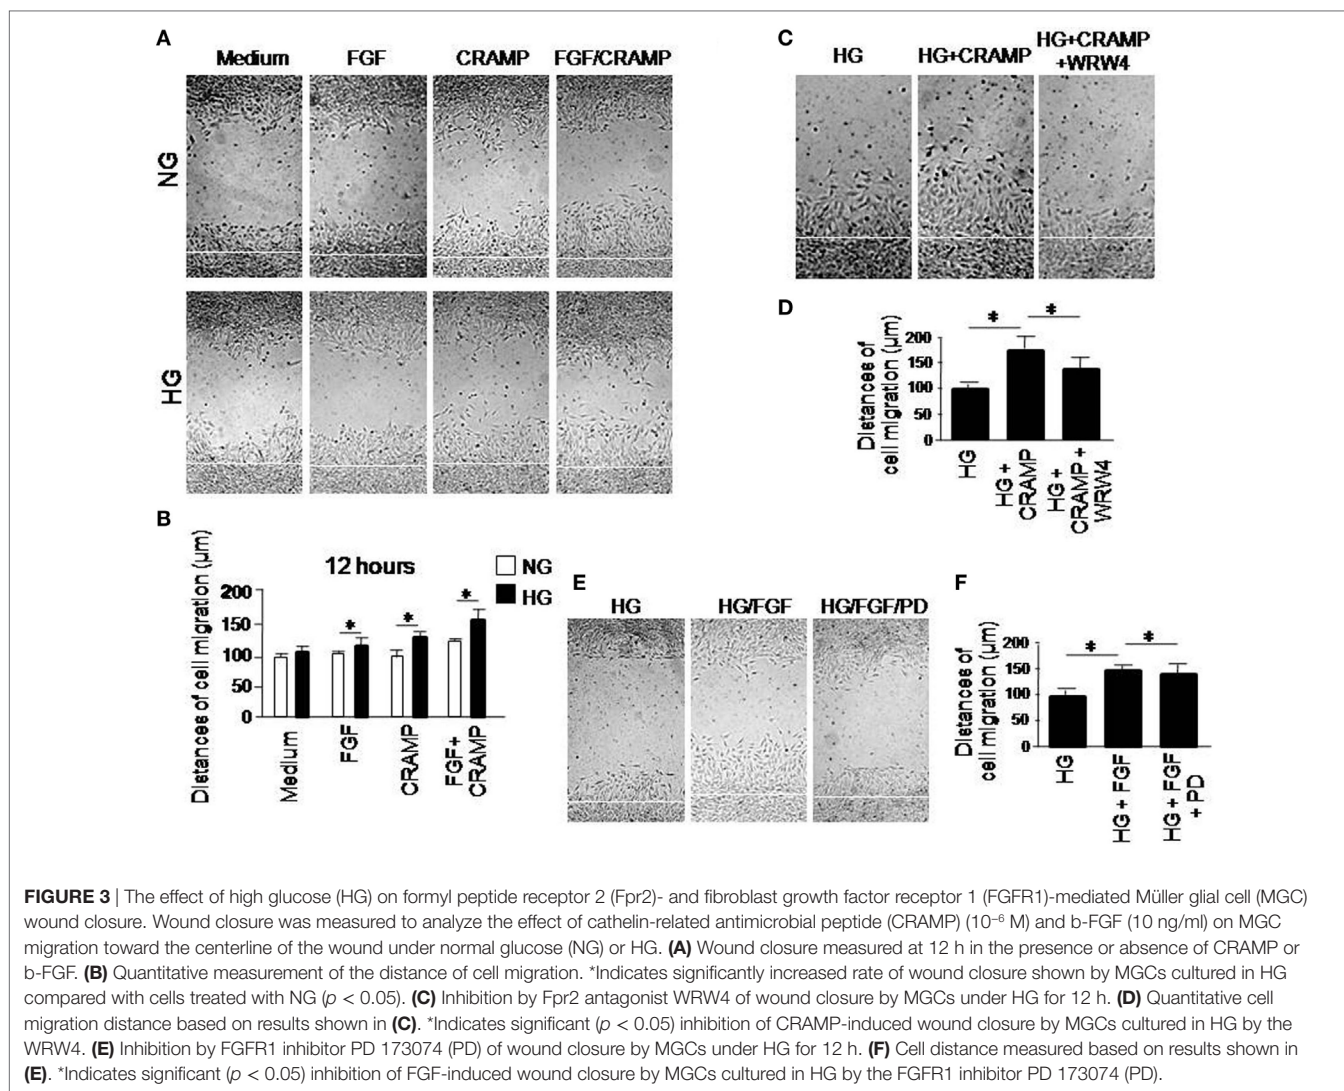 A
Medium FGF CRAMP FGF/CRAMP
NG
HG
B
12 hours
NG
HG
Distances of cell migration (μm)
200
150
100
50
0
Medium
FGF
CRAMP
FGF+
CRAMP
* * *
C
HG HG+CRAMP HG+CRAMP
+WRW4
D
Distances of
cell migration (μm)
200
150
100
50
0
* *
HG
HG +
CRAMP
HG +
CRAMP +
WRW4
E
HG HG/FGF HG/FGF/PD
F
Distances of
cell migration (μm)
200
150
100
50
0
* *
HG
HG + FGF
HG + FGF
+ PD
FIGURE 3 | The effect of high glucose (HG) on formyl peptide receptor 2 (Fpr2)- and fibroblast growth factor receptor 1 (FGFR1)-mediated Müller glial cell (MGC)
wound closure. Wound closure was measured to analyze the effect of cathelin-related antimicrobial peptide (CRAMP) (10⁻⁶ M) and b-FGF (10 ng/ml) on MGC
migration toward the centerline of the wound under normal glucose (NG) or HG. (A) Wound closure measured at 12 h in the presence or absence of CRAMP or
b-FGF. (B) Quantitative measurement of the distance of cell migration. *Indicates significantly increased rate of wound closure shown by MGCs cultured in HG
compared with cells treated with NG (p < 0.05). (C) Inhibition by Fpr2 antagonist WRW4 of wound closure by MGCs under HG for 12 h. (D) Quantitative cell
migration distance based on results shown in (C). *Indicates significant (p < 0.05) inhibition of CRAMP-induced wound closure by MGCs cultured in HG by the
WRW4. (E) Inhibition by FGFR1 inhibitor PD 173074 (PD) of wound closure by MGCs under HG for 12 h. (F) Cell distance measured based on results shown in
(E). *Indicates significant (p < 0.05) inhibition of FGF-induced wound closure by MGCs cultured in HG by the FGFR1 inhibitor PD 173074 (PD).